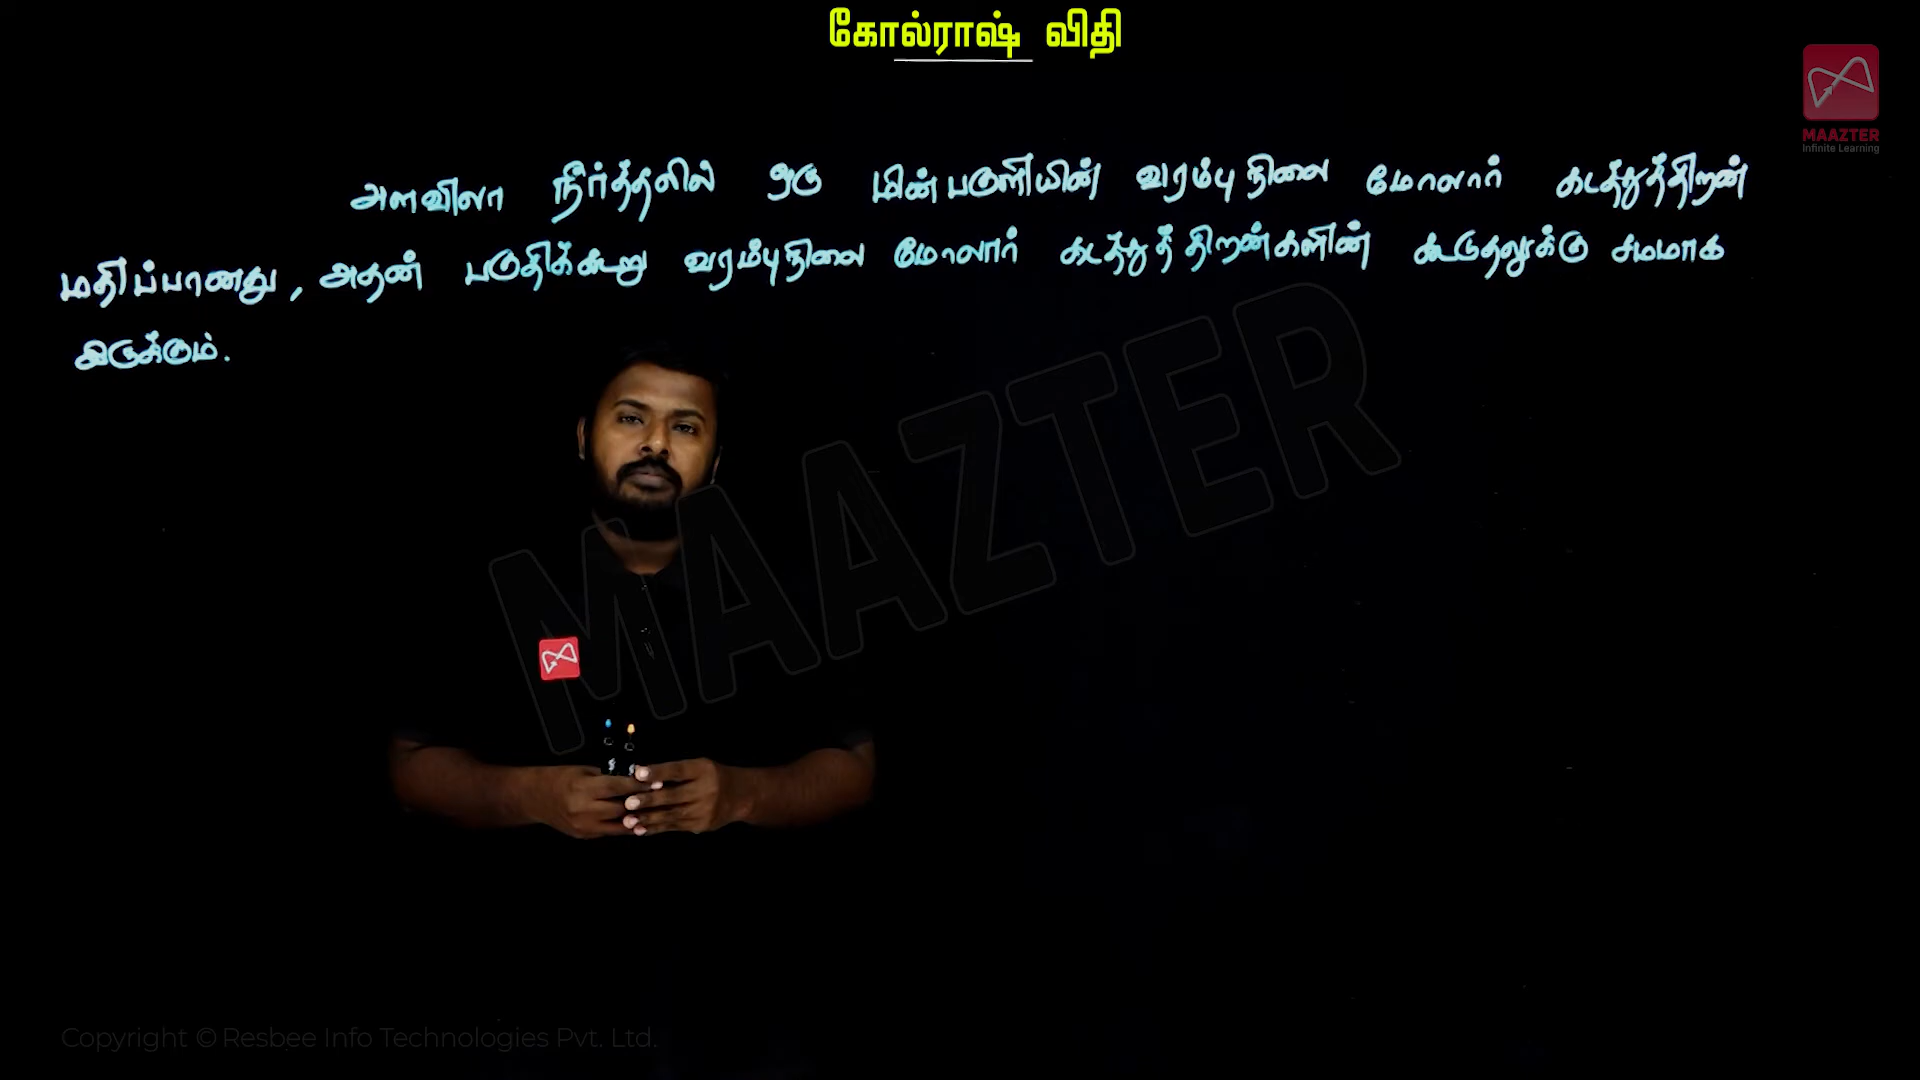 கோல்ராஷ் விதி
MAAZTER
Infinite Learning
அளவிலா நீர்த்தலில் ஒரு மின்பகுளியின் வரம்பு நிலை மோலார் கடத்துத்திறன்
மதிப்பானது, அதன் பகுதிக்கூறு வரம்புநிலை மோலார் கடத்துத்திறன்களின் கூடுதலுக்கு சமமாக
இருக்கும்.
MAAZTER
Copyright © Resbee Info Technologies Pvt. Ltd.